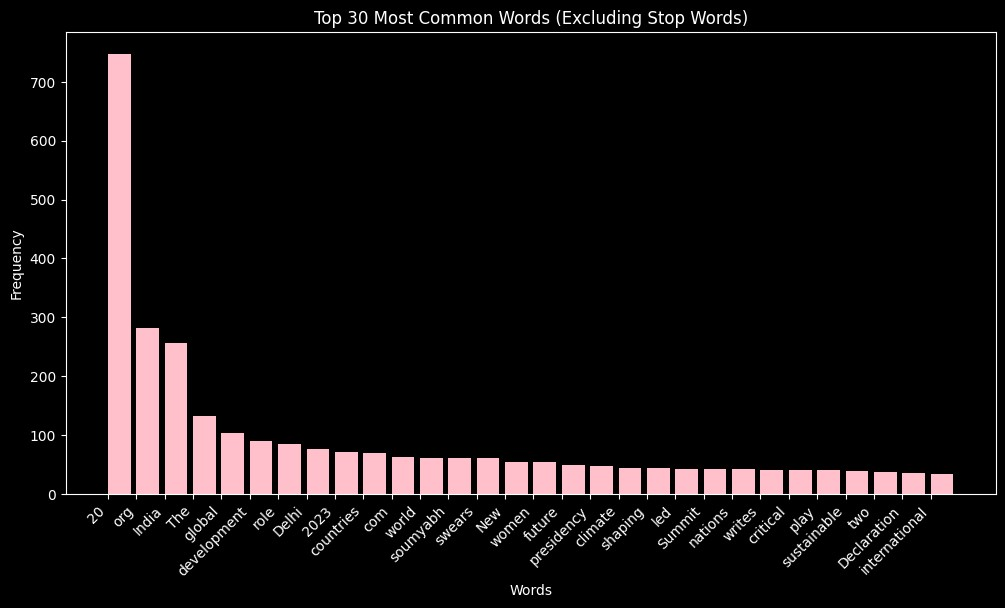 Top 30 Most Common Words (Excluding Stop Words)
Frequency
700
600
500
400
300
200
100
0
20
org
India
The
global
development
role
Delhi
2023
countries
com
world
soumyabh
swears
New
women
future
presidency
climate
shaping
led
Summit
nations
writes
critical
play
sustainable
two
Declaration
international
Words